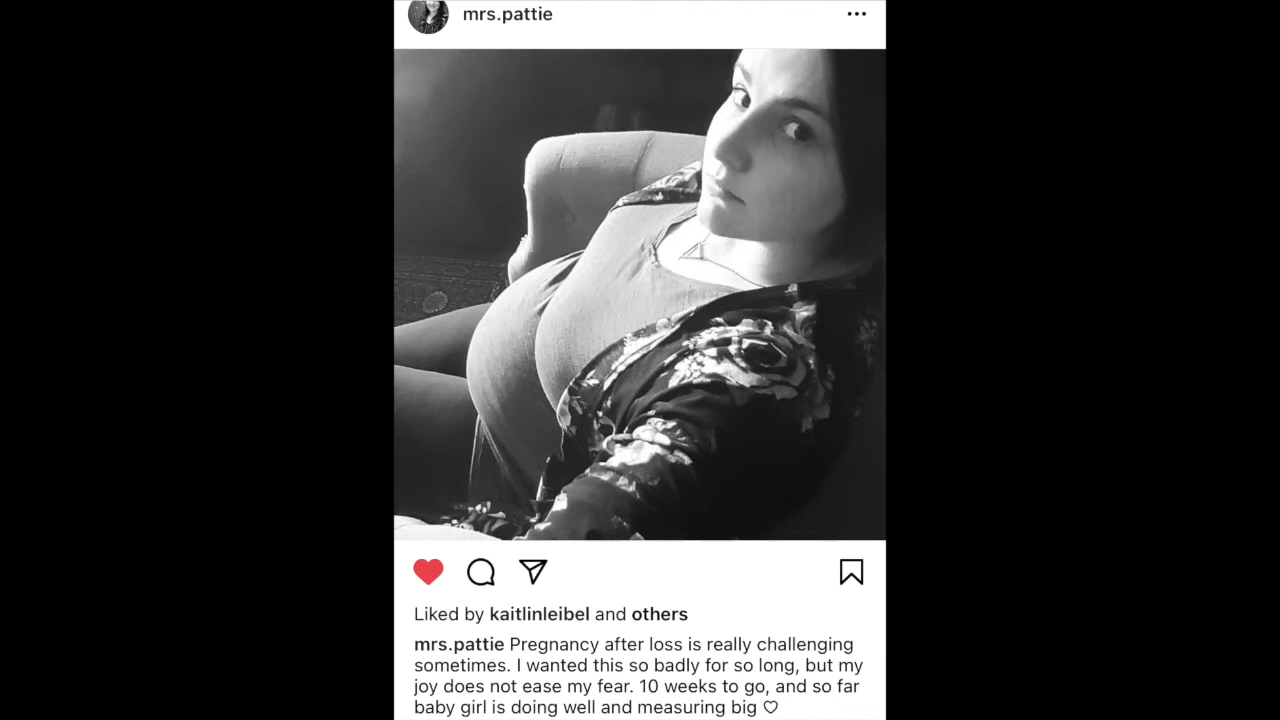 mrs.pattie
Liked by kaitlinleibel and others
mrs.pattie Pregnancy after loss is really challenging
sometimes. I wanted this so badly for so long, but my
joy does not ease my fear. 10 weeks to go, and so far
baby girl is doing well and measuring big ♡